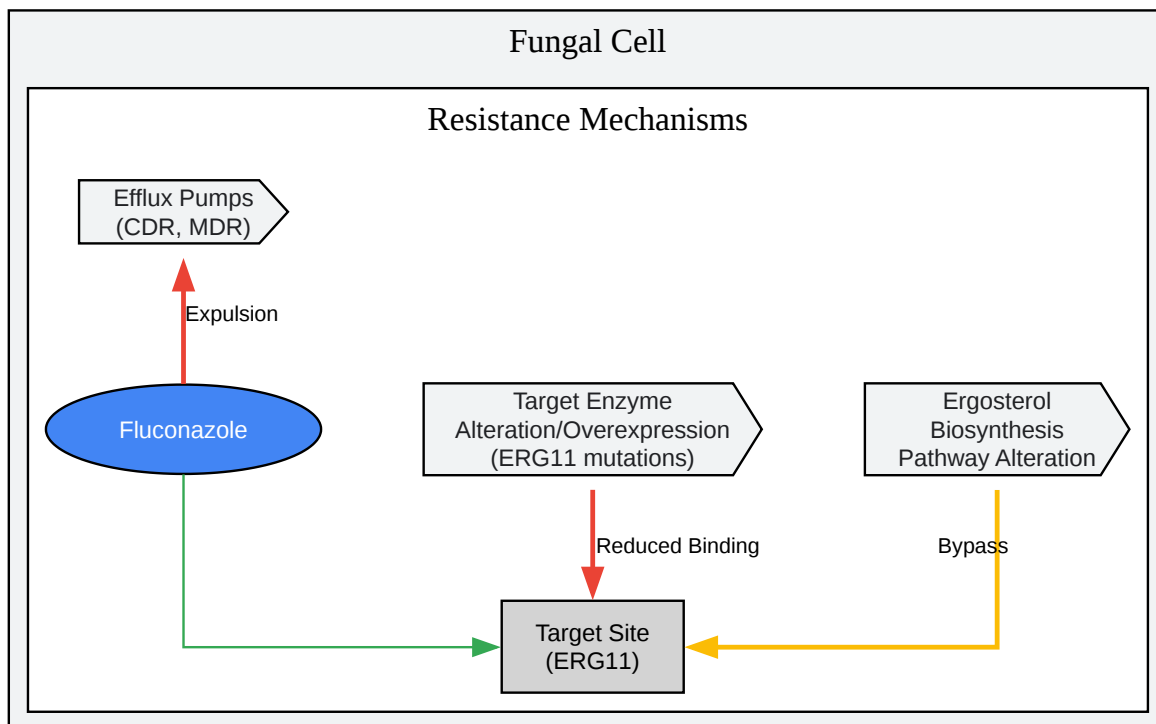 Fungal Cell
Resistance Mechanisms
Efflux Pumps
(CDR, MDR)
Expulsion
Fluconazole
Target Enzyme
Alteration/Overexpression
(ERG11 mutations)
Ergosterol
Biosynthesis
Pathway Alteration
Reduced Binding
Bypass
Target Site
(ERG11)